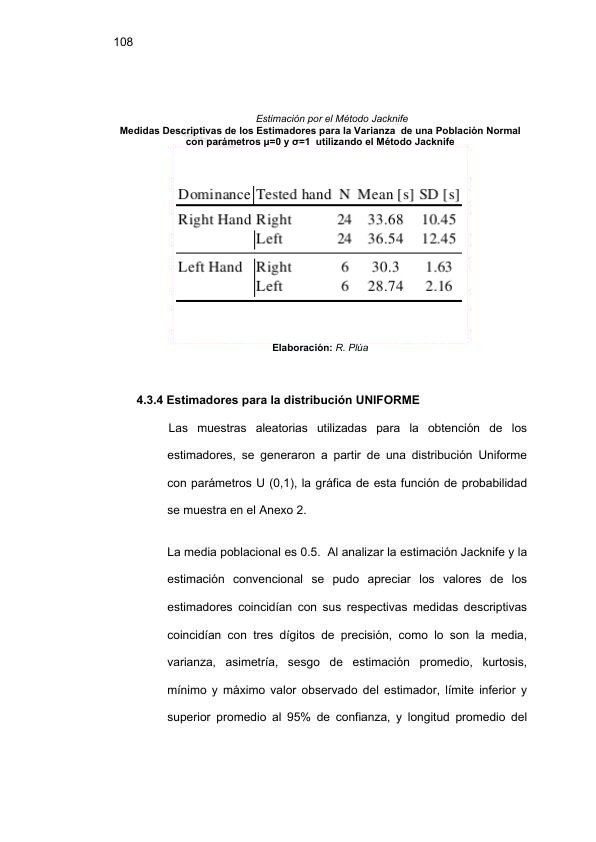 108
Estimación por el Método Jacknife
Medidas Descriptivas de los Estimadores para la Varianza de una Población Normal
con parámetros μ=0 y σ=1 utilizando el Método Jacknife
Dominance Tested hand N Mean [s] SD [s]
Right Hand Right 24 33.68 10.45
Left 24 36.54 12.45
Left Hand Right 6 30.3 1.63
Left 6 28.74 2.16
Elaboración: R. Plúa
4.3.4 Estimadores para la distribución UNIFORME
Las muestras aleatorias utilizadas para la obtención de los
estimadores, se generaron a partir de una distribución Uniforme
con parámetros U (0,1), la gráfica de esta función de probabilidad
se muestra en el Anexo 2.
La media poblacional es 0.5. Al analizar la estimación Jacknife y la
estimación convencional se pudo apreciar los valores de los
estimadores coincidían con sus respectivas medidas descriptivas
coincidían con tres dígitos de precisión, como lo son la media,
varianza, asimetría, sesgo de estimación promedio, kurtosis,
mínimo y máximo valor observado del estimador, límite inferior y
superior promedio al 95% de confianza, y longitud promedio del